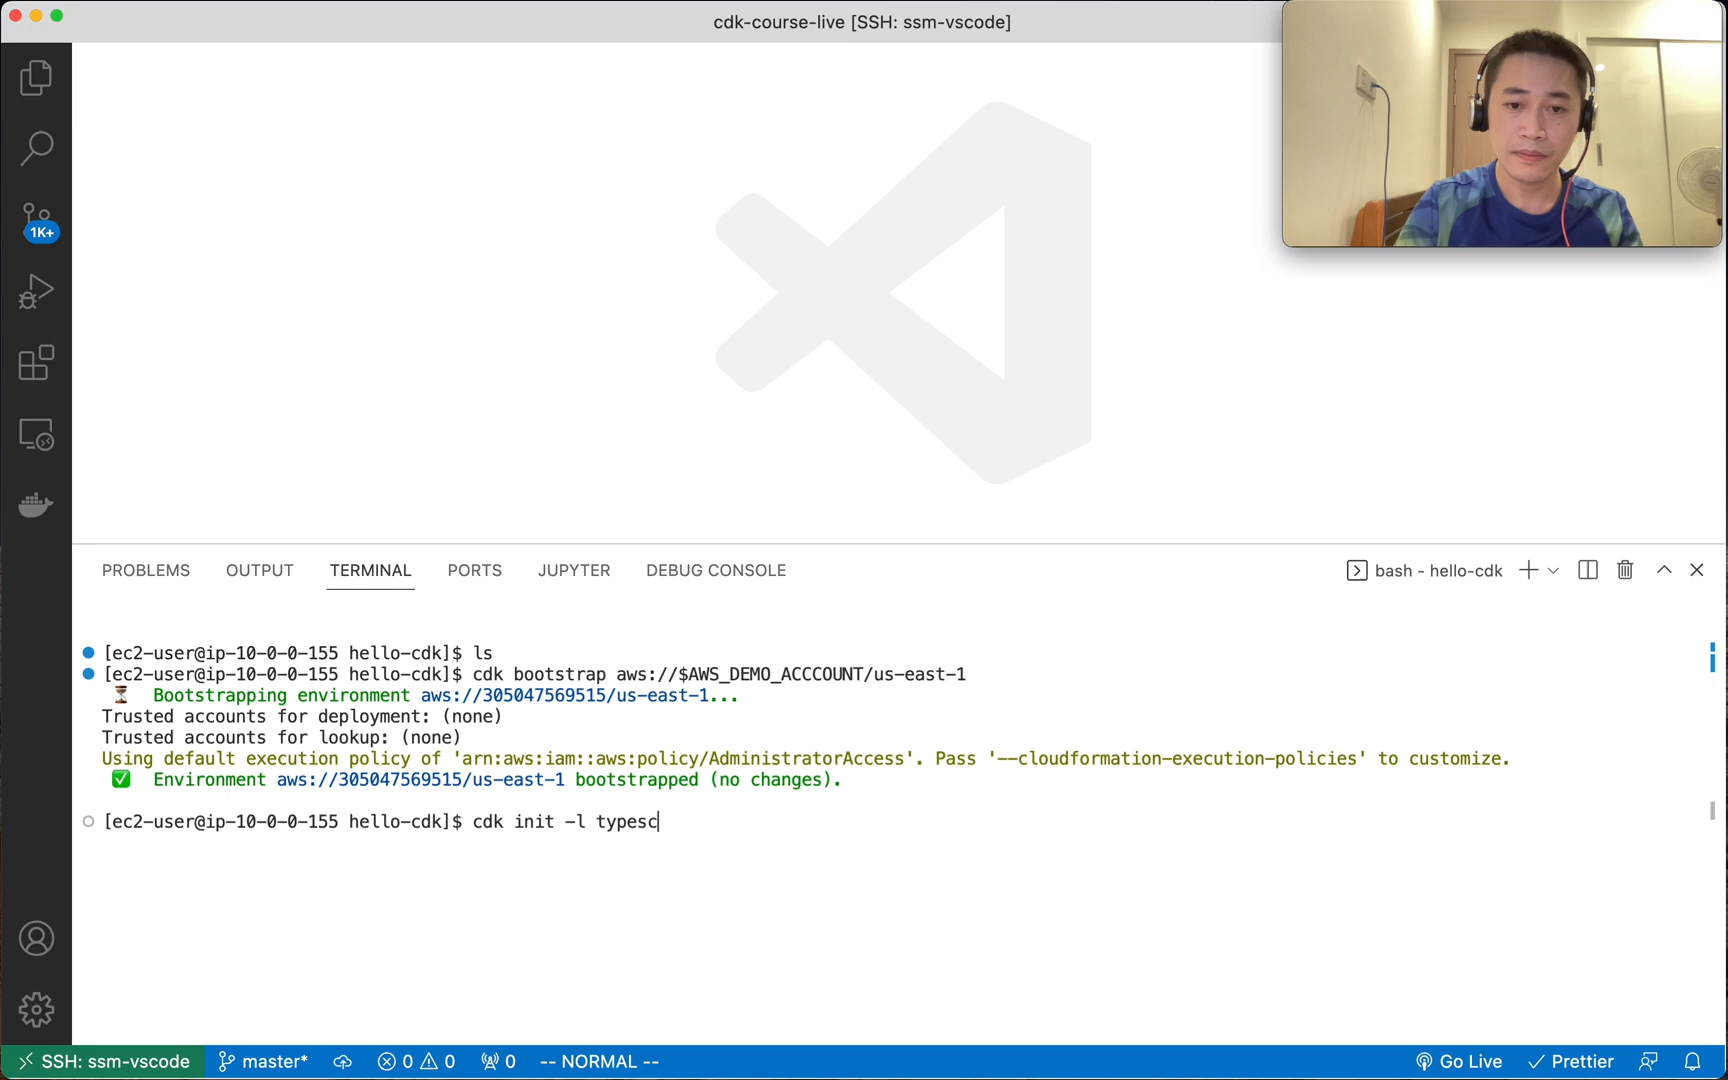 cdk-course-live [SSH: ssm-vscode]
1K+
PROBLEMS OUTPUT TERMINAL PORTS JUPYTER DEBUG CONSOLE bash - hello-cdk
[ec2-user@ip-10-0-0-155 hello-cdk]$ ls
[ec2-user@ip-10-0-0-155 hello-cdk]$ cdk bootstrap aws://$AWS_DEMO_ACCCOUNT/us-east-1
Bootstrapping environment aws://305047569515/us-east-1...
Trusted accounts for deployment: (none)
Trusted accounts for lookup: (none)
Using default execution policy of 'arn:aws:iam::aws:policy/AdministratorAccess'. Pass '--cloudformation-execution-policies' to customize.
Environment aws://305047569515/us-east-1 bootstrapped (no changes).
[ec2-user@ip-10-0-0-155 hello-cdk]$ cdk init -l typesc
SSH: ssm-vscode master* 0 0 0 -- NORMAL -- Go Live Prettier